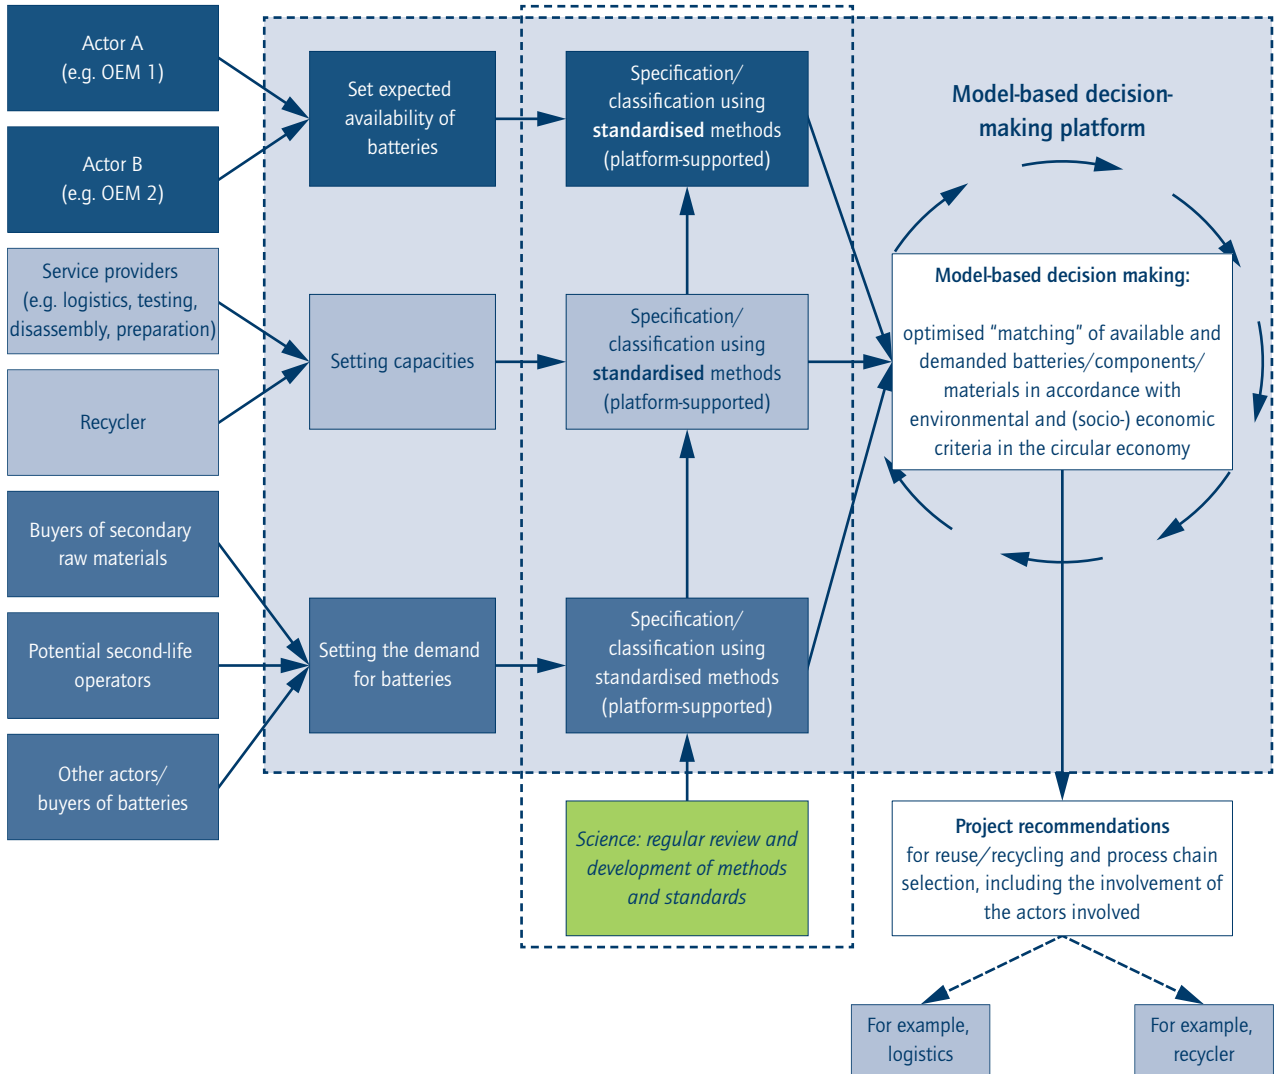 Actor A
(e.g. OEM 1)
Actor B
(e.g. OEM 2)
Service providers
(e.g. logistics, testing,
disassembly, preparation)
Recycler
Buyers of secondary
raw materials
Potential second-life
operators
Other actors/
buyers of batteries
Set expected
availability of
batteries
Setting capacities
Setting the demand
for batteries
Specification/
classification using
standardised methods
(platform-supported)
Specification/
classification using
standardised methods
(platform-supported)
Specification/
classification using
standardised methods
(platform-supported)
Science: regular review and
development of methods
and standards
Model-based decision-
making platform
Model-based decision making:
optimised “matching” of available and
demanded batteries/components/
materials in accordance with
environmental and (socio-) economic
criteria in the circular economy
Project recommendations
for reuse/recycling and process chain
selection, including the involvement of
the actors involved
For example,
logistics
For example,
recycler